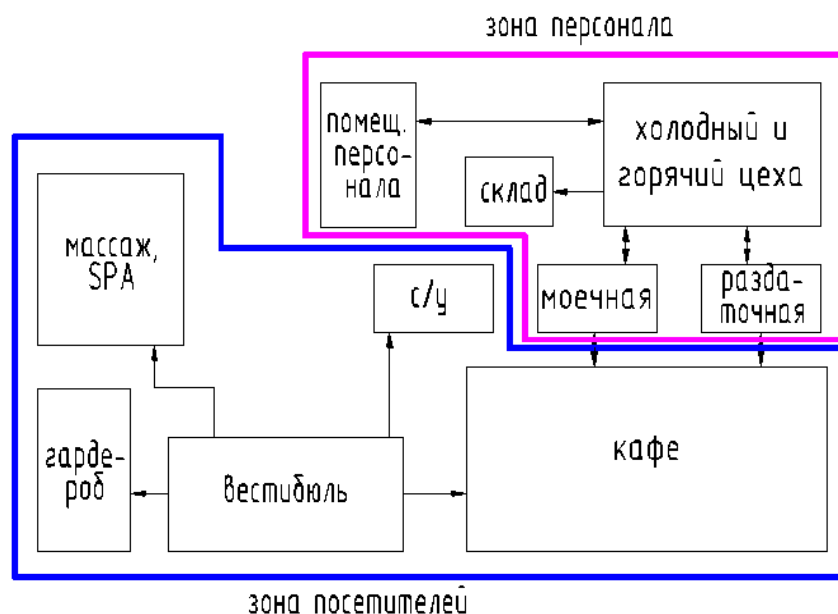 зона персонала
помещ.
персо-
нала
холодный и
горячий цеха
склад
массаж,
SPA
с/у
моечная
разда-
точная
гарде-
роб
вестибюль
кафе
зона посетителей